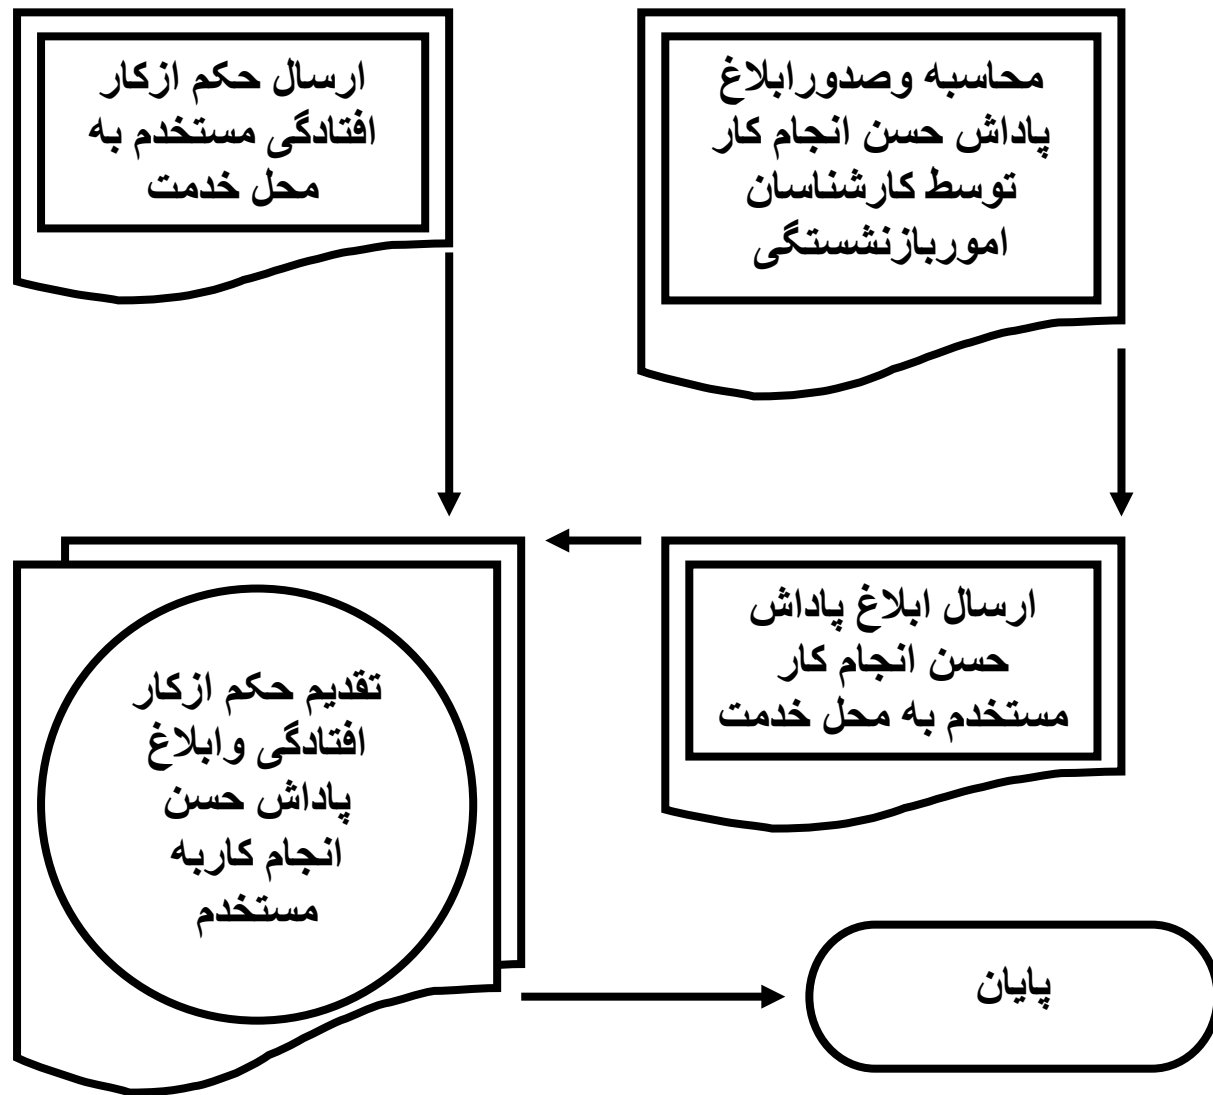 محاسبه وصدورابلاغ
پاداش حسن انجام کار
توسط کارشناسان
اموربازنشستگی
ارسال حکم ازکار
افتادگی مستخدم به
محل خدمت
ارسال ابلاغ پاداش
حسن انجام کار
مستخدم به محل خدمت
تقدیم حکم ازکار
افتادگی وابلاغ
پاداش حسن
انجام کاربه
مستخدم
پایان